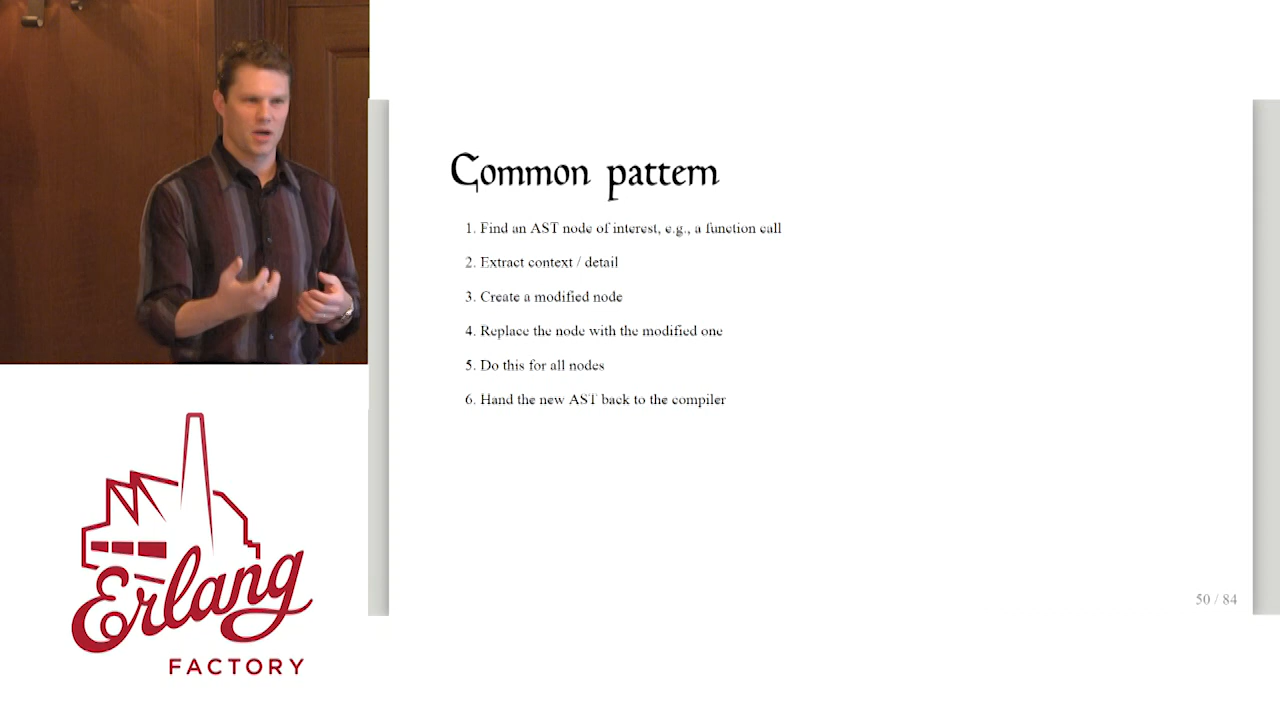 Common pattern
1. Find an AST node of interest, e.g., a function call
2. Extract context / detail
3. Create a modified node
4. Replace the node with the modified one
5. Do this for all nodes
6. Hand the new AST back to the compiler
50 / 84
Erlang
FACTORY